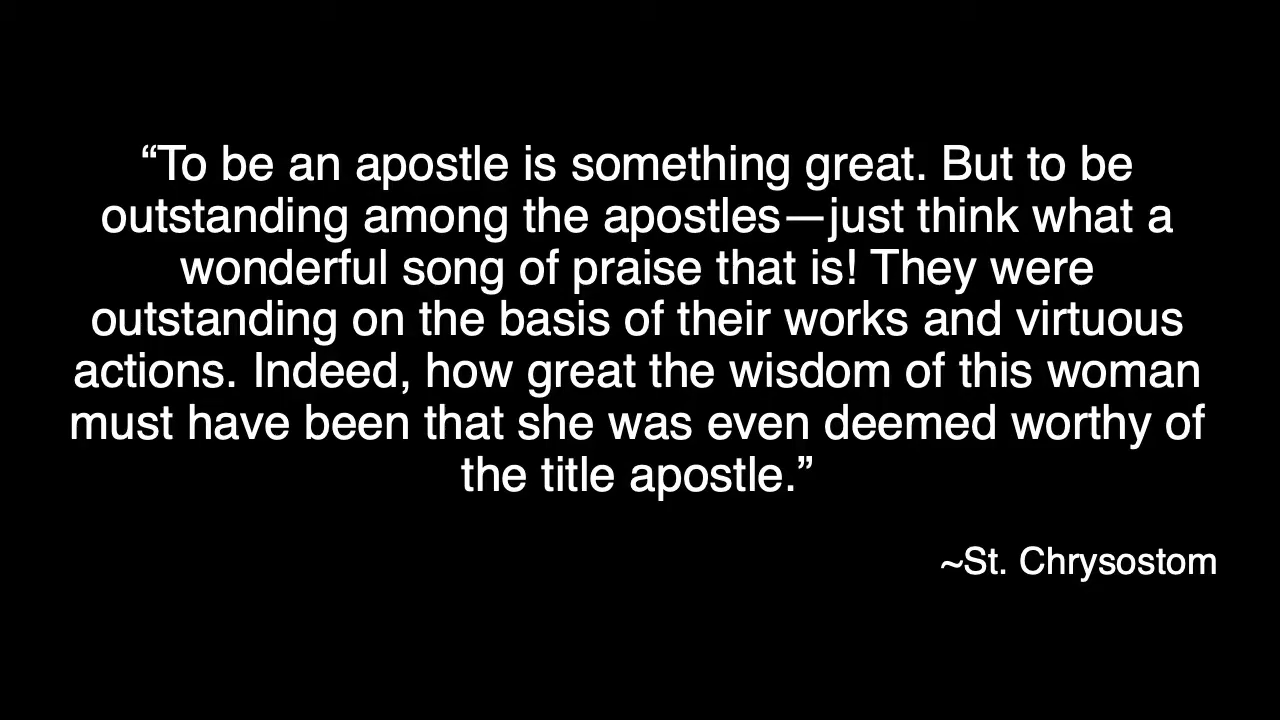 “To be an apostle is something great. But to be
outstanding among the apostles—just think what a
wonderful song of praise that is! They were
outstanding on the basis of their works and virtuous
actions. Indeed, how great the wisdom of this woman
must have been that she was even deemed worthy of
the title apostle.”
~St. Chrysostom